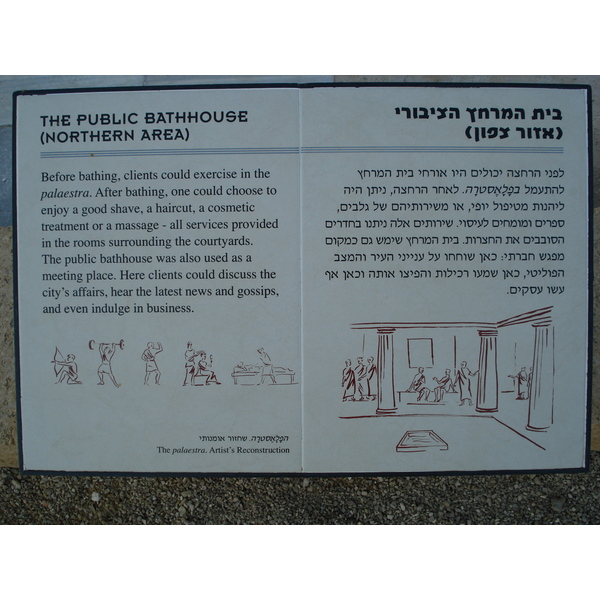 THE PUBLIC BATHHOUSE
(NORTHERN AREA)
Before bathing, clients could exercise in the
palaestra. After bathing, one could choose to
enjoy a good shave, a haircut, a cosmetic
treatment or a massage - all services provided
in the rooms surrounding the courtyards.
The public bathhouse was also used as a
meeting place. Here clients could discuss the
city's affairs, hear the latest news and gossips,
and even indulge in business.
הפַּלֶאסְטְרָה. שחזור אומנותי
The palaestra. Artist's Reconstruction
בית המרחץ הציבורי
(אזור צפון)
לפני הרחצה יכולים היו אורחי בית המרחץ
להתעמל בפָּלָאֶסטרָה. לאחר הרחצה, ניתן היה
ליהנות מטיפול יופי, או משירותיהם של גלבים,
ספרים ומומחים לעיסוי. שירותים אלה ניתנו בחדרים
הסובבים את החצרות. בית המרחץ שימש גם כמקום
מפגש חברתי: כאן שוחחו על ענייני העיר והמצב
הפוליטי, כאן שמעו רכילות והפיצו אותה וכאן אף
עשו עסקים.